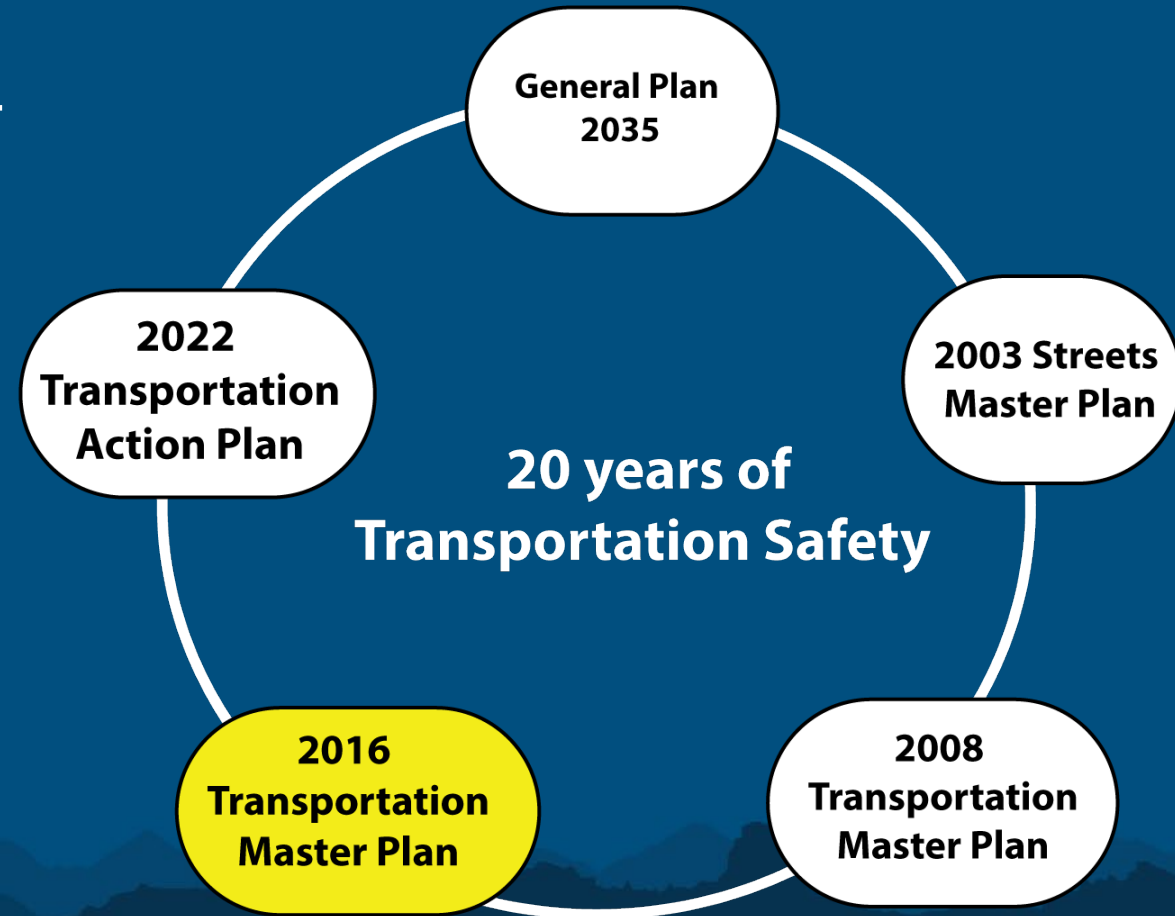 General Plan
2035
2003 Streets
Master Plan
2008
Transportation
Master Plan
2016
Transportation
Master Plan
2022
Transportation
Action Plan
20 years of
Transportation Safety